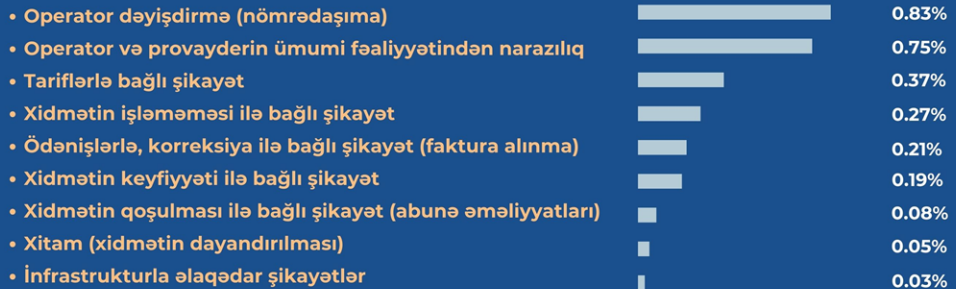 • Operator dəyişdirmə (nömrədaşıma) 0.83%
• Operator və provayderin ümumi fəaliyyətindən narazılıq 0.75%
• Tariflərlə bağlı şikayət 0.37%
• Xidmətin işləməməsi ilə bağlı şikayət 0.27%
• Ödənişlərlə, korreksiya ilə bağlı şikayət (faktura alınma) 0.21%
• Xidmətin keyfiyyəti ilə bağlı şikayət 0.19%
• Xidmətin qoşulması ilə bağlı şikayət (abunə əməliyyatları) 0.08%
• Xitam (xidmətin dayandırılması) 0.05%
• İnfrastrukturla əlaqədar şikayətlər 0.03%